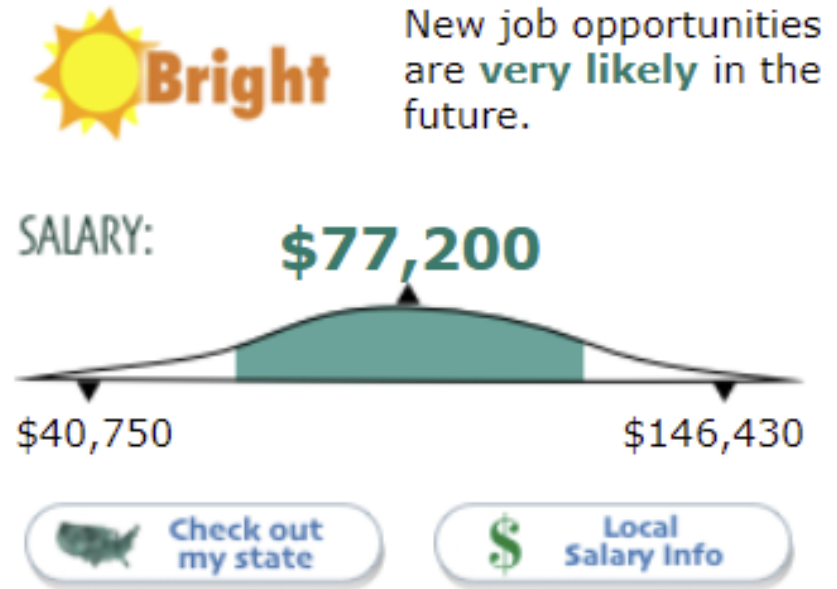 Bright
New job opportunities
are very likely in the
future.
SALARY:
$77,200
$40,750
$146,430
Check out
my state
$
Local
Salary Info